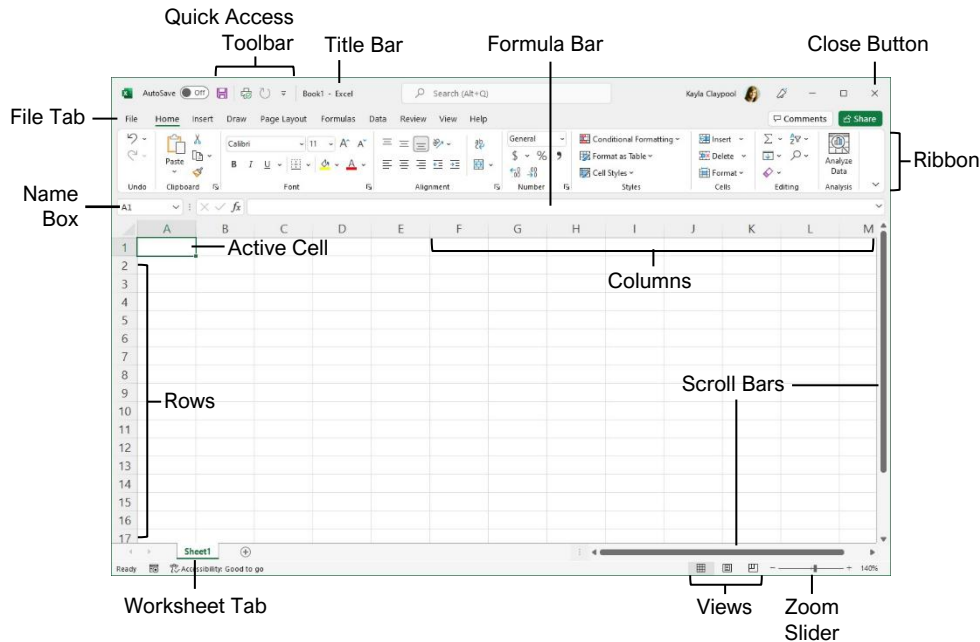 Quick Access
Toolbar
Title Bar
Formula Bar
Close Button
AutoSave Off Book1 - Excel Search (Alt+Q) Kayla Claypool
File Tab
File Home Insert Draw Page Layout Formulas Data Review View Help Comments Share
Paste
Calibri 11 A A
B I U A
General
$ % 9
Conditional Formatting
Format as Table
Cell Styles
Insert
Delete
Format
Analyze
Data
Undo Clipboard Font Alignment Number Styles Cells Editing Analysis
Ribbon
Name
Box
A1 fx
A B C D E F G H I J K L M
1
Active Cell
2
3
Columns
4
5
6
7
8
9
10
11
12
13
14
15
16
17
Rows
Scroll Bars
Sheet1
Ready Accessibility: Good to go 140%
Worksheet Tab
Views
Zoom
Slider